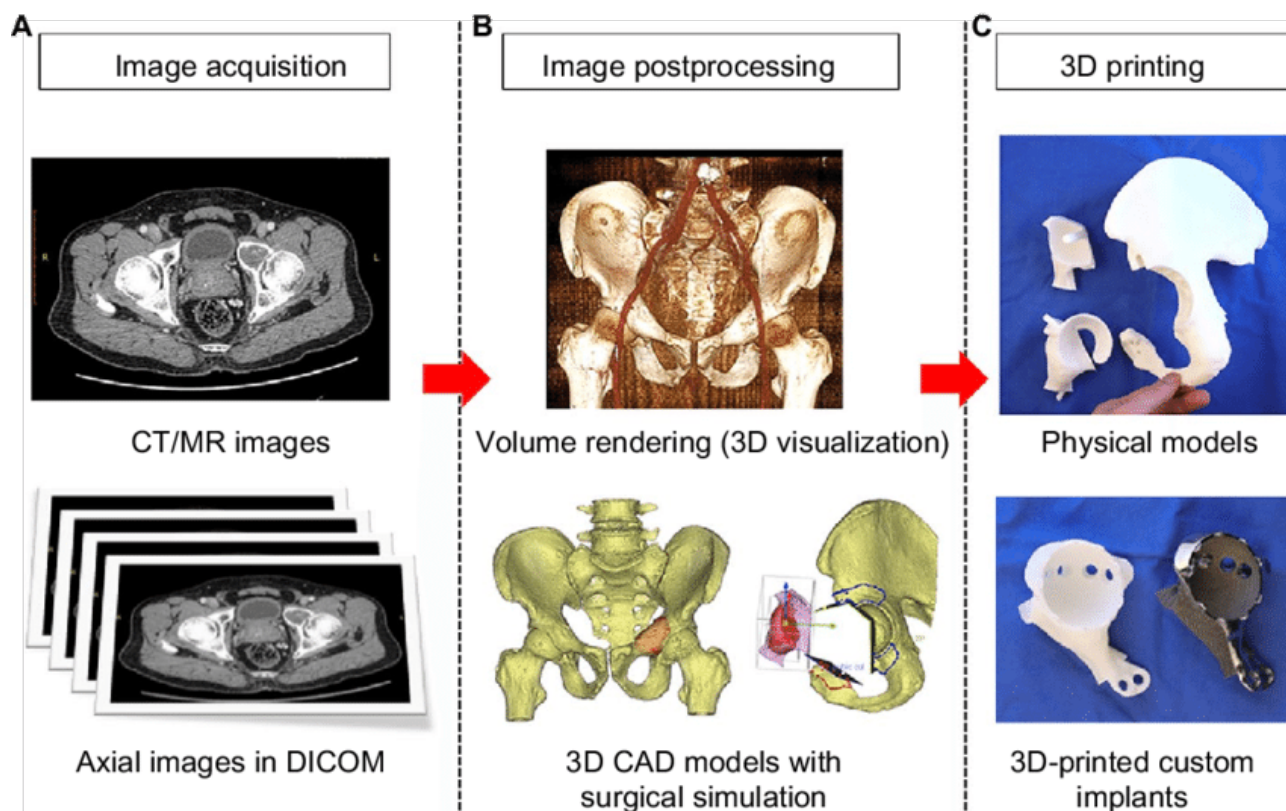 A
Image acquisition
R
L
CT/MR images
Axial images in DICOM
B
Image postprocessing
Volume rendering (3D visualization)
3D CAD models with
surgical simulation
C
3D printing
Physical models
3D-printed custom
implants